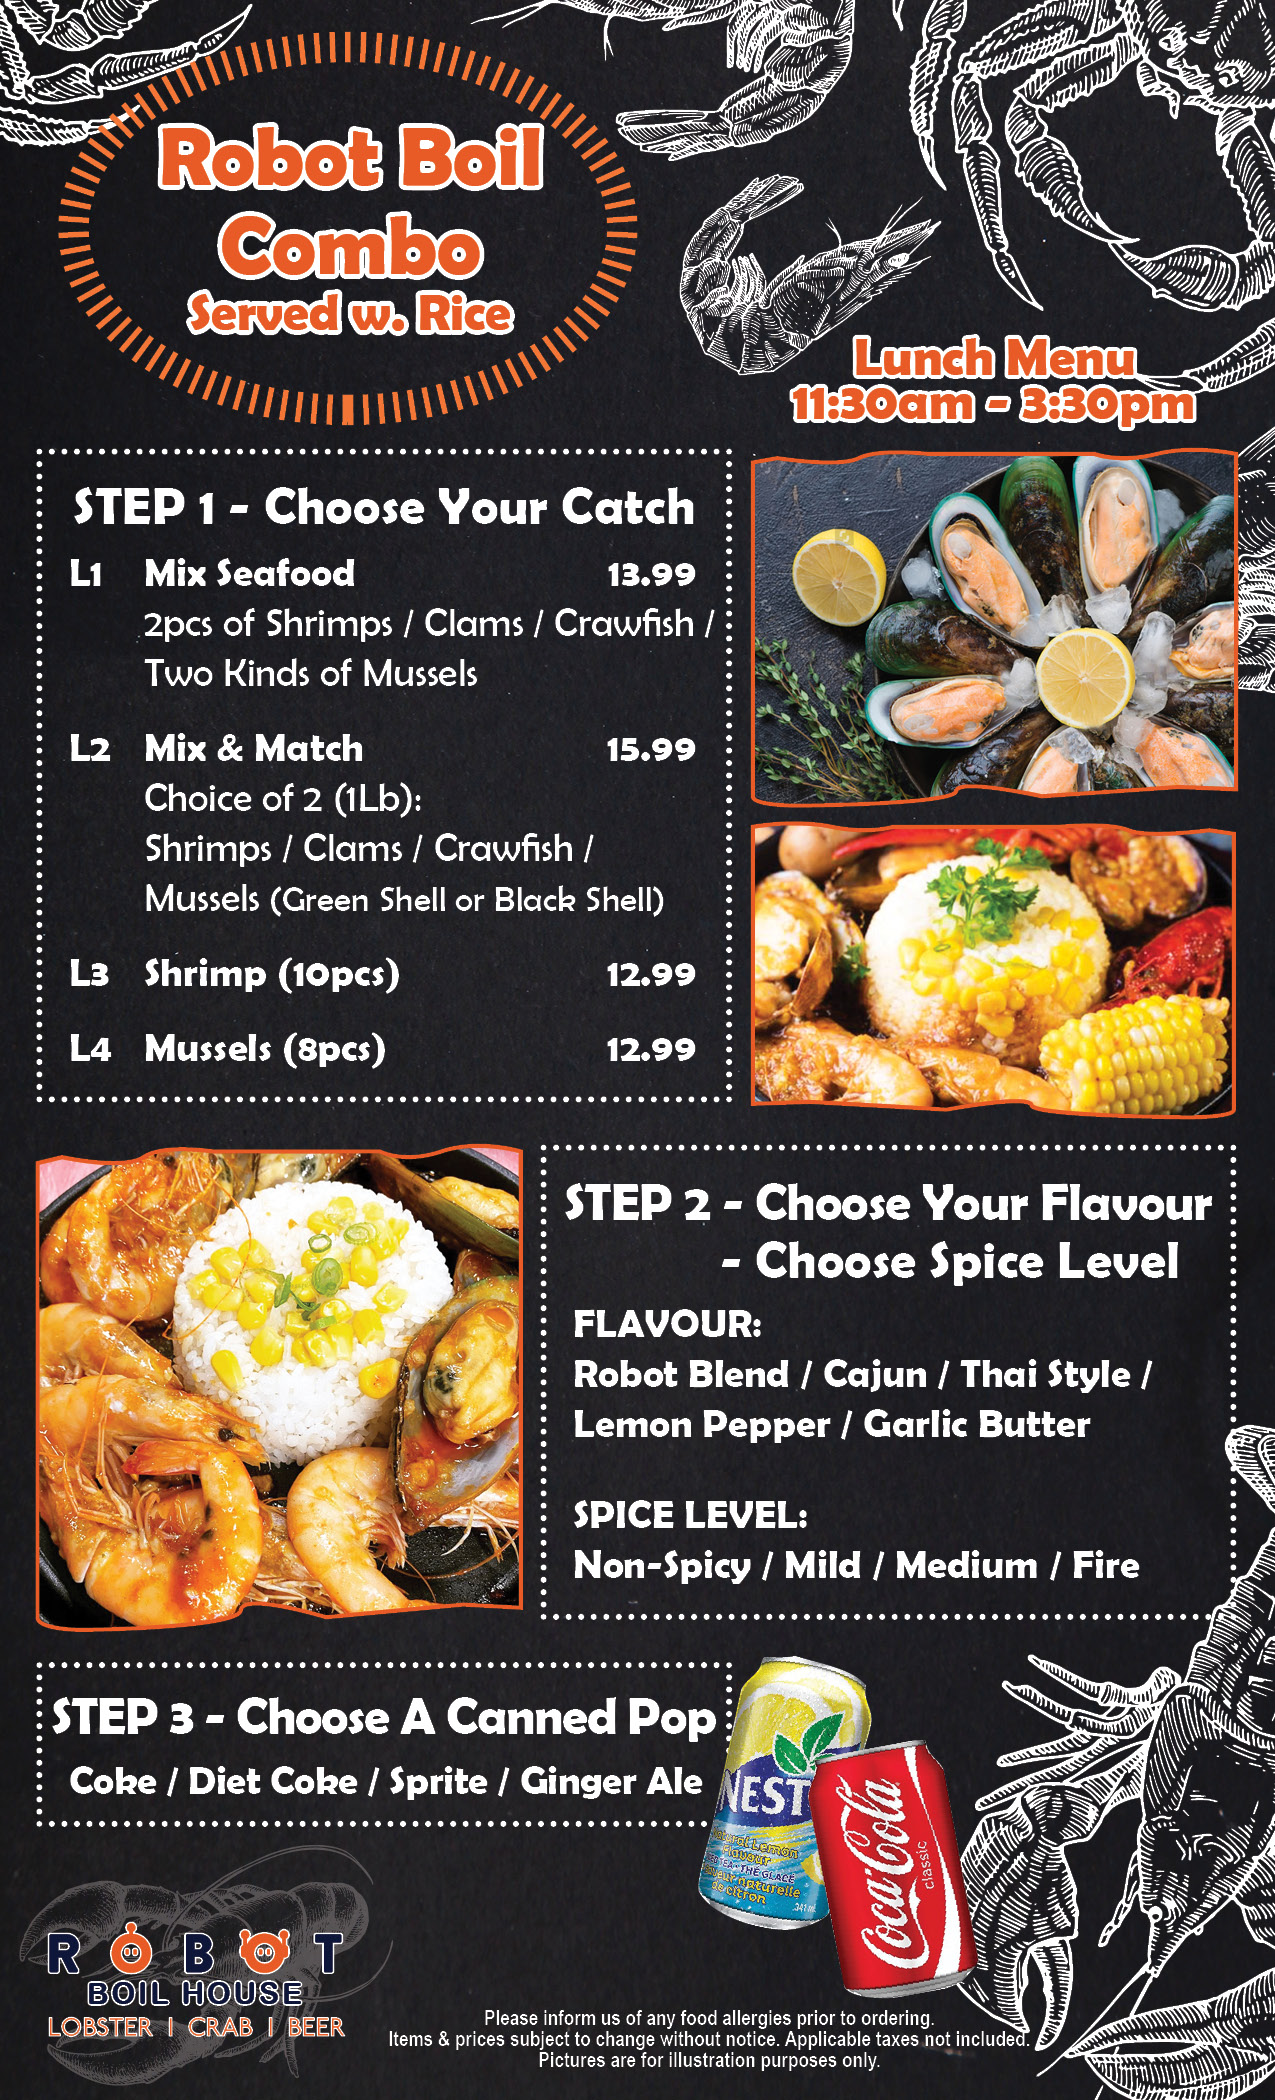 Robot Boil
Combo
Served w. Rice
Lunch Menu
11:30am - 3:30pm
STEP 1 - Choose Your Catch
L1 Mix Seafood 13.99
2pcs of Shrimps / Clams / Crawfish /
Two Kinds of Mussels
L2 Mix & Match 15.99
Choice of 2 (1Lb):
Shrimps / Clams / Crawfish /
Mussels (Green Shell or Black Shell)
L3 Shrimp (10pcs) 12.99
L4 Mussels (8pcs) 12.99
STEP 2 - Choose Your Flavour
- Choose Spice Level
FLAVOUR:
Robot Blend / Cajun / Thai Style /
Lemon Pepper / Garlic Butter
SPICE LEVEL:
Non-Spicy / Mild / Medium / Fire
STEP 3 - Choose A Canned Pop
Coke / Diet Coke / Sprite / Ginger Ale
NEST
Lemon
Flavour
THÉ GLACÉ
naturelle
de citron
341 mL
Coca-Cola
classic
ROBOT
BOIL HOUSE
LOBSTER | CRAB | BEER
Please inform us of any food allergies prior to ordering.
Items & prices subject to change without notice. Applicable taxes not included.
Pictures are for illustration purposes only.